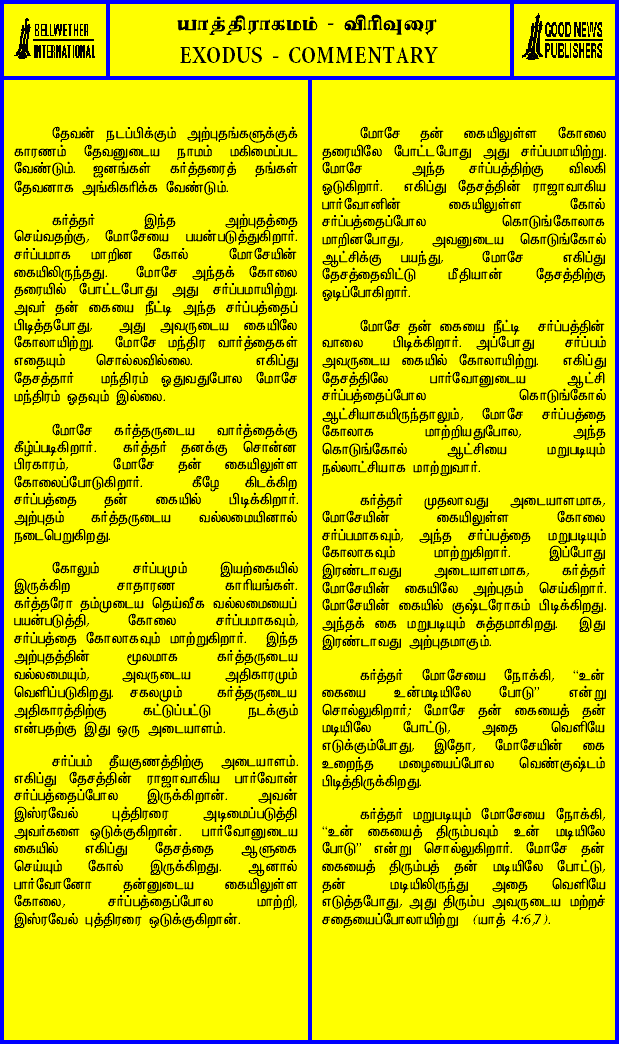 BELLWETHER
INTERNATIONAL
யாத்திராகமம் - விரிவுரை
EXODUS - COMMENTARY
GOOD NEWS
PUBLISHERS
தேவன் நடப்பிக்கும் அற்புதங்களுக்குக்
காரணம் தேவனுடைய நாமம் மகிமைப்பட
வேண்டும். ஜனங்கள் கர்த்தரைத் தங்கள்
தேவனாக அங்கிகரிக்க வேண்டும்.
கர்த்தர் இந்த அற்புதத்தை
செய்வதற்கு, மோசேயை பயன்படுத்துகிறார்.
சர்ப்பமாக மாறின கோல் மோசேயின்
கையிலிருந்தது. மோசே அந்தக் கோலை
தரையில் போட்டபோது அது சர்ப்பமாயிற்று.
அவர் தன் கையை நீட்டி அந்த சர்ப்பத்தைப்
பிடித்தபோது, அது அவருடைய கையிலே
கோலாயிற்று. மோசே மந்திர வார்த்தைகள்
எதையும் சொல்லவில்லை. எகிப்து
தேசத்தார் மந்திரம் ஒதுவதுபோல மோசே
மந்திரம் ஓதவும் இல்லை.
மோசே கர்த்தருடைய வார்த்தைக்கு
கீழ்ப்படிகிறார். கர்த்தர் தனக்கு சொன்ன
பிரகாரம், மோசே தன் கையிலுள்ள
கோலைப்போடுகிறார். கீழே கிடக்கிற
சர்ப்பத்தை தன் கையில் பிடிக்கிறார்.
அற்புதம் கர்த்தருடைய வல்லமையினால்
நடைபெறுகிறது.
கோலும் சர்ப்பமும் இயற்கையில்
இருக்கிற சாதாரண காரியங்கள்.
கர்த்தரோ தம்முடைய தெய்வீக வல்லமையைப்
பயன்படுத்தி, கோலை சர்ப்பமாகவும்,
சர்ப்பத்தை கோலாகவும் மாற்றுகிறார். இந்த
அற்புதத்தின் மூலமாக கர்த்தருடைய
வல்லமையும், அவருடைய அதிகாரமும்
வெளிப்படுகிறது. சகலமும் கர்த்தருடைய
அதிகாரத்திற்கு கட்டுப்பட்டு நடக்கும்
என்பதற்கு இது ஒரு அடையாளம்.
சர்ப்பம் தீயகுணத்திற்கு அடையாளம்.
எகிப்து தேசத்தின் ராஜாவாகிய பார்வோன்
சர்ப்பத்தைப்போல இருக்கிறான். அவன்
இஸ்ரவேல் புத்திரரை அடிமைப்படுத்தி
அவர்களை ஒடுக்குகிறான். பார்வோனுடைய
கையில் எகிப்து தேசத்தை ஆளுகை
செய்யும் கோல் இருக்கிறது. ஆனால்
பார்வோனோ தன்னுடைய கையிலுள்ள
கோலை, சர்ப்பத்தைப்போல மாற்றி,
இஸ்ரவேல் புத்திரரை ஒடுக்குகிறான்.
மோசே தன் கையிலுள்ள கோலை
தரையிலே போட்டபோது அது சர்ப்பமாயிற்று.
மோசே அந்த சர்ப்பத்திற்கு விலகி
ஓடுகிறார். எகிப்து தேசத்தின் ராஜாவாகிய
பார்வோனின் கையிலுள்ள கோல்
சர்ப்பத்தைப்போல கொடுங்கோலாக
மாறினபோது, அவனுடைய கொடுங்கோல்
ஆட்சிக்கு பயந்து, மோசே எகிப்து
தேசத்தைவிட்டு மீதியான் தேசத்திற்கு
ஓடிப்போகிறார்.
மோசே தன் கையை நீட்டி சர்ப்பத்தின்
வாலை பிடிக்கிறார். அப்போது சர்ப்பம்
அவருடைய கையில் கோலாயிற்று. எகிப்து
தேசத்திலே பார்வோனுடைய ஆட்சி
சர்ப்பத்தைப்போல கொடுங்கோல்
ஆட்சியாகயிருந்தாலும், மோசே சர்ப்பத்தை
கோலாக மாற்றியதுபோல, அந்த
கொடுங்கோல் ஆட்சியை மறுபடியும்
நல்லாட்சியாக மாற்றுவார்.
கர்த்தர் முதலாவது அடையாளமாக,
மோசேயின் கையிலுள்ள கோலை
சர்ப்பமாகவும், அந்த சர்ப்பத்தை மறுபடியும்
கோலாகவும் மாற்றுகிறார். இப்போது
இரண்டாவது அடையாளமாக, கர்த்தர்
மோசேயின் கையிலே அற்புதம் செய்கிறார்.
மோசேயின் கையில் குஷ்டரோகம் பிடிக்கிறது.
அந்தக் கை மறுபடியும் சுத்தமாகிறது. இது
இரண்டாவது அற்புதமாகும்.
கர்த்தர் மோசேயை நோக்கி, “உன்
கையை உன்மடியிலே போடு” என்று
சொல்லுகிறார்; மோசே தன் கையைத் தன்
மடியிலே போட்டு, அதை வெளியே
எடுக்கும்போது, இதோ, மோசேயின் கை
உறைந்த மழையைப்போல வெண்குஷ்டம்
பிடித்திருக்கிறது.
கர்த்தர் மறுபடியும் மோசேயை நோக்கி,
“உன் கையைத் திரும்பவும் உன் மடியிலே
போடு” என்று சொல்லுகிறார். மோசே தன்
கையைத் திரும்பத் தன் மடியிலே போட்டு,
தன் மடியிலிருந்து அதை வெளியே
எடுத்தபோது, அது திரும்ப அவருடைய மற்றச்
சதையைப்போலாயிற்று (யாத் 4:6,7).